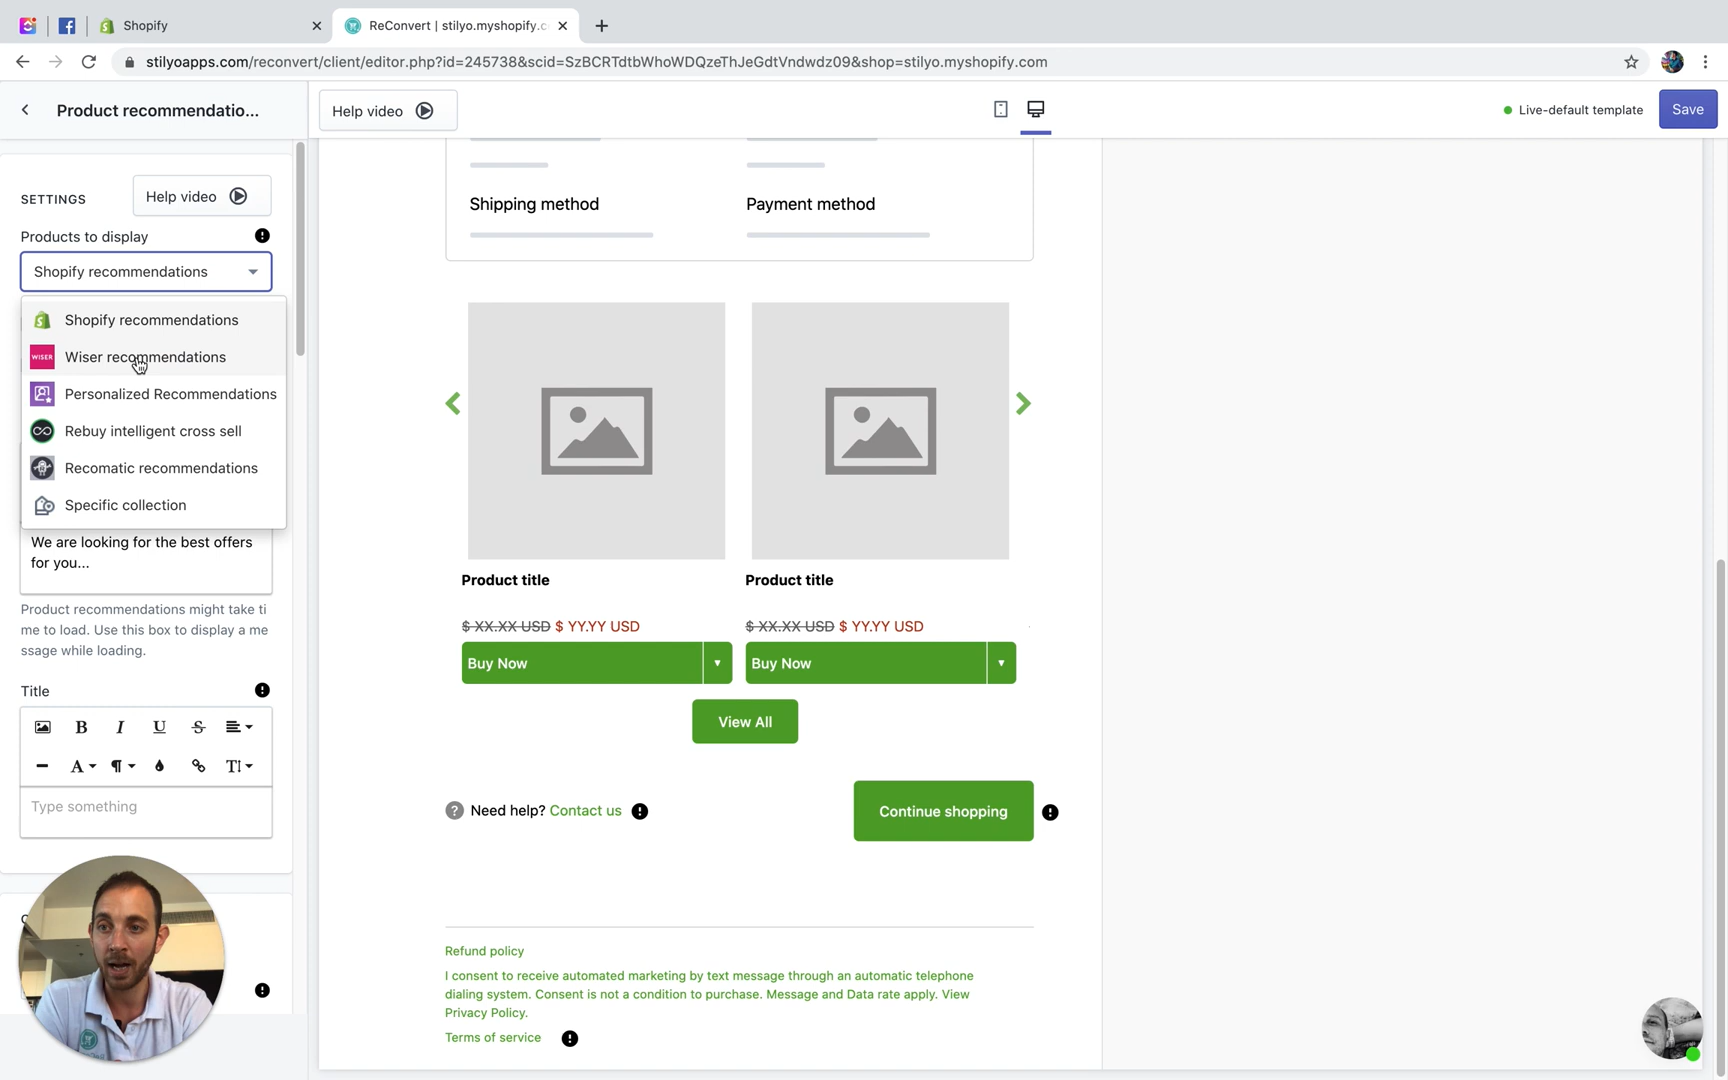 Shopify
ReConvert | stilyo.myshopify.c
stilyoapps.com/reconvert/client/editor.php?id=245738&scid=SzBCRTdtbWhoWDQzeThJeGdtVndwdz09&shop=stilyo.myshopify.com
Product recommendatio...
Help video
Live-default template
Save
SETTINGS
Help video
Products to display
Shopify recommendations
Shopify recommendations
WISER
Wiser recommendations
Personalized Recommendations
Rebuy intelligent cross sell
Recomatic recommendations
Specific collection
We are looking for the best offers
for you...
Product recommendations might take ti
me to load. Use this box to display a me
ssage while loading.
Title
Type something
Shipping method
Payment method
Product title
Product title
$ XX.XX USD $ YY.YY USD
$ XX.XX USD $ YY.YY USD
Buy Now
Buy Now
View All
Need help? Contact us
Continue shopping
Refund policy
I consent to receive automated marketing by text message through an automatic telephone
dialing system. Consent is not a condition to purchase. Message and Data rate apply. View
Privacy Policy.
Terms of service